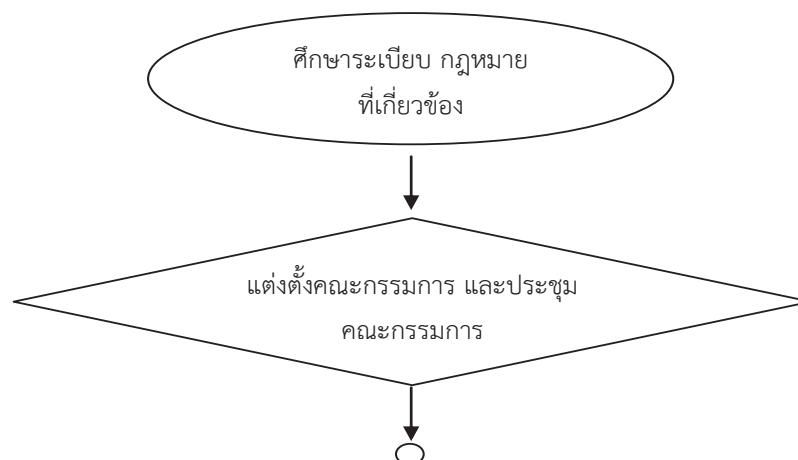 ศึกษาระเบียบ กฎหมาย
ที่เกี่ยวข้อง
แต่งตั้งคณะกรรมการ และประชุม
คณะกรรมการ